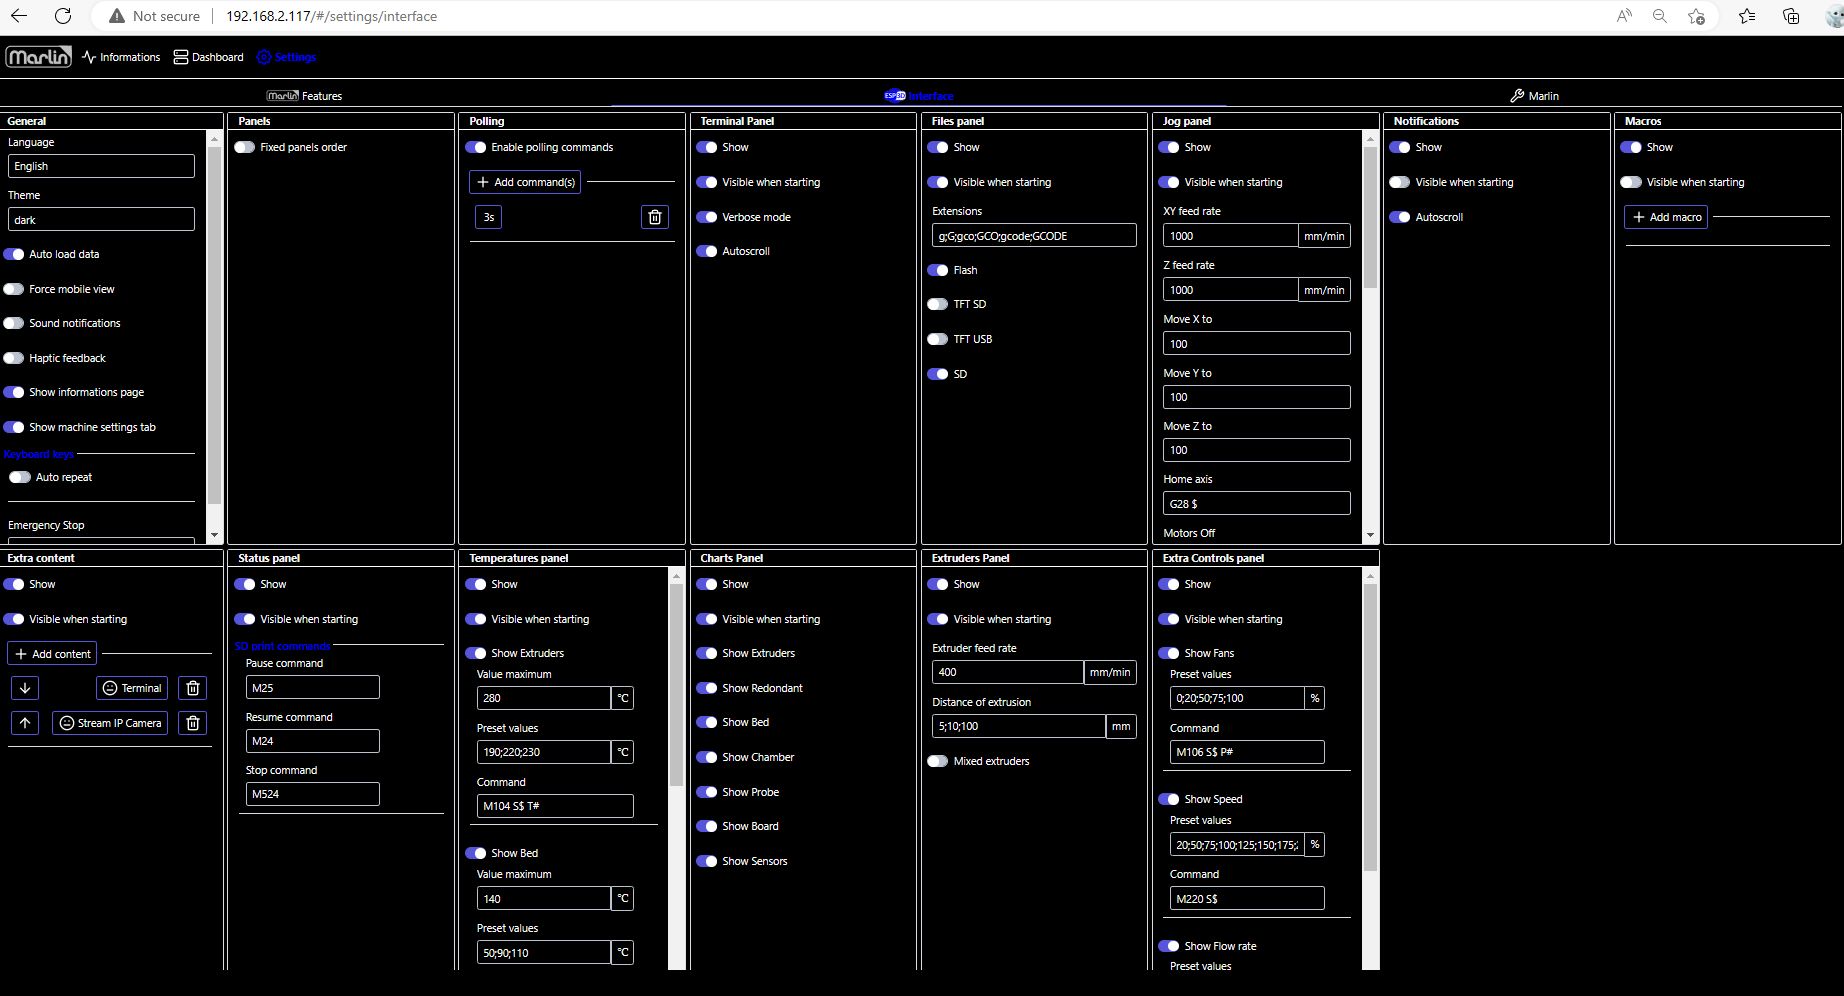 Not secure
192.168.2.117/#/settings/interface
Marlin
Informations
Dashboard
Settings
Marlin Features
ESP3D Interface
Marlin
General
Language
English
Theme
dark
Auto load data
Force mobile view
Sound notifications
Haptic feedback
Show informations page
Show machine settings tab
Keyboard keys
Auto repeat
Emergency Stop
Panels
Fixed panels order
Polling
Enable polling commands
Add command(s)
3s
Terminal Panel
Show
Visible when starting
Verbose mode
Autoscroll
Files panel
Show
Visible when starting
Extensions
g;G;gco;GCO;gcode;GCODE
Flash
TFT SD
TFT USB
SD
Jog panel
Show
Visible when starting
XY feed rate
1000 mm/min
Z feed rate
1000 mm/min
Move X to
100
Move Y to
100
Move Z to
100
Home axis
G28 $
Motors Off
Notifications
Show
Visible when starting
Autoscroll
Macros
Show
Visible when starting
Add macro
Extra content
Show
Visible when starting
Add content
Terminal
Stream IP Camera
Status panel
Show
Visible when starting
SD print commands
Pause command
M25
Resume command
M24
Stop command
M524
Temperatures panel
Show
Visible when starting
Show Extruders
Value maximum
280 °C
Preset values
190;220;230 °C
Command
M104 S$ T#
Show Bed
Value maximum
140 °C
Preset values
50;90;110 °C
Charts Panel
Show
Visible when starting
Show Extruders
Show Redondant
Show Bed
Show Chamber
Show Probe
Show Board
Show Sensors
Extruders Panel
Show
Visible when starting
Extruder feed rate
400 mm/min
Distance of extrusion
5;10;100 mm
Mixed extruders
Extra Controls panel
Show
Visible when starting
Show Fans
Preset values
0;20;50;75;100 %
Command
M106 S$ P#
Show Speed
Preset values
20;50;75;100;125;150;175; %
Command
M220 S$
Show Flow rate
Preset values